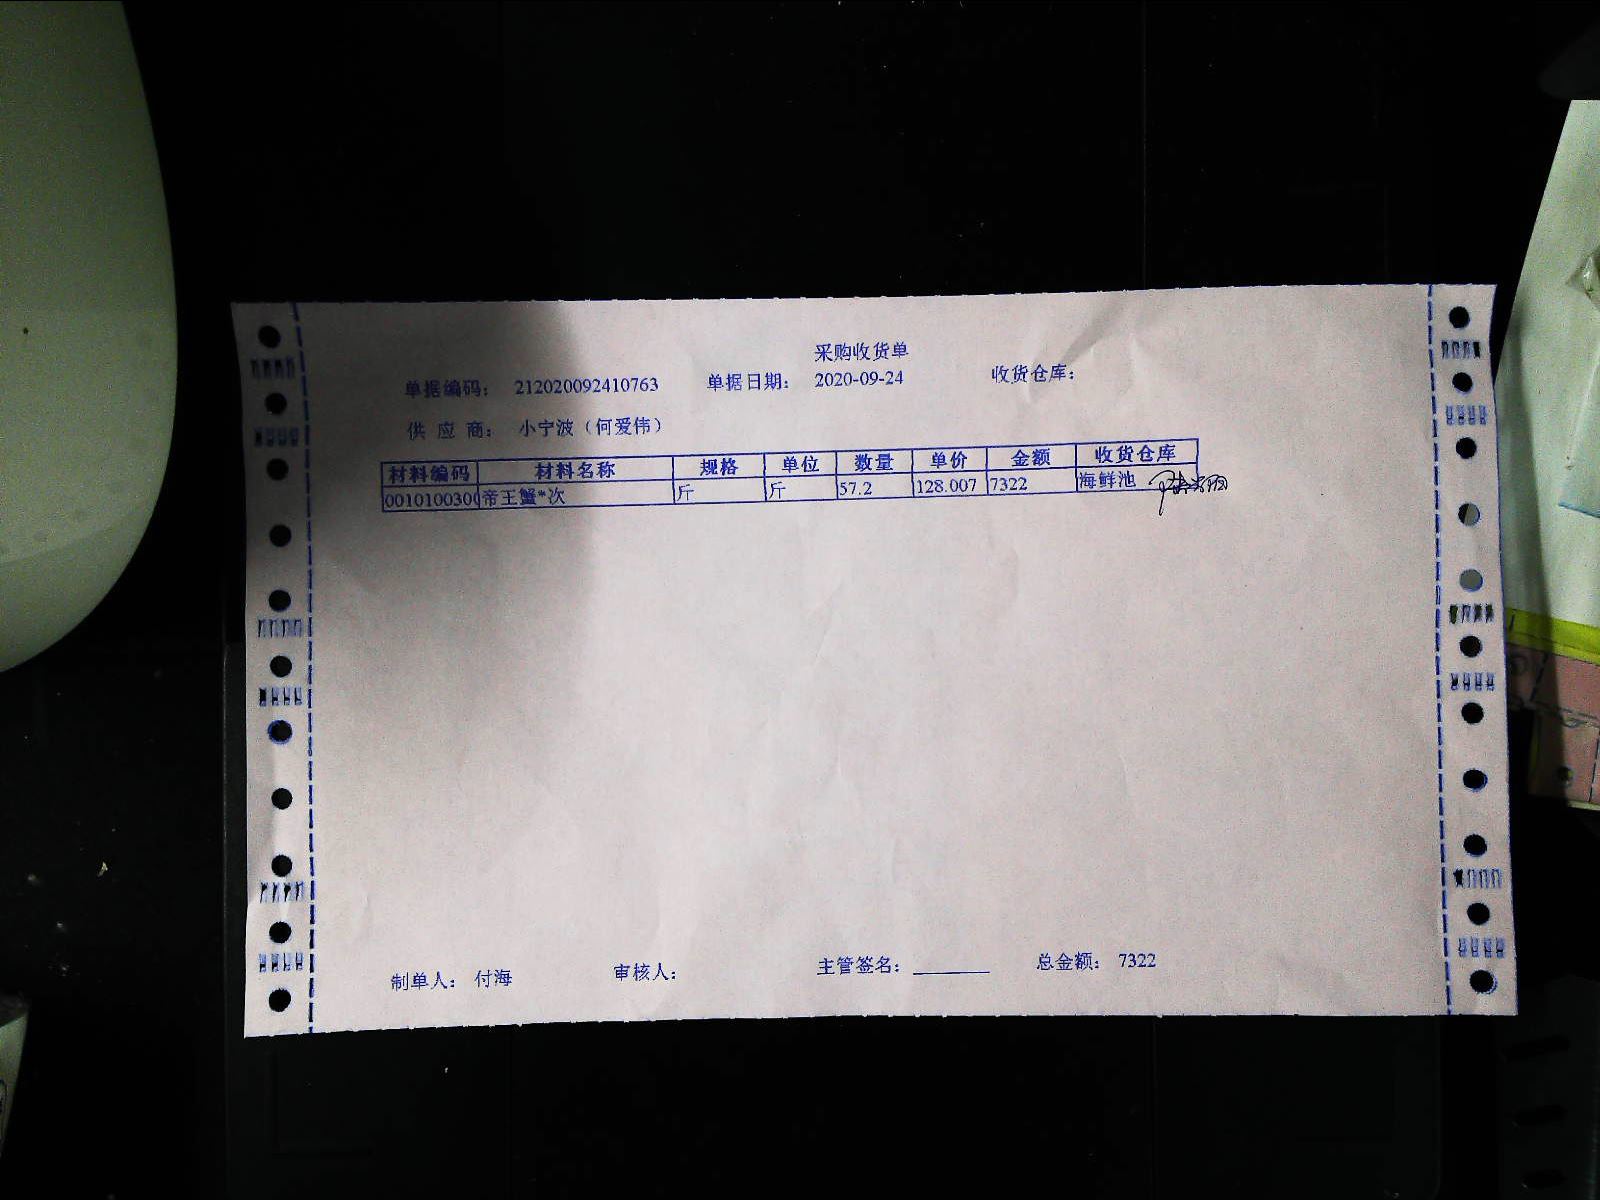 采购收货单
单据编码： 212020092410763 单据日期： 2020-09-24 收货仓库：
供 应 商： 小宁波（何爱伟）
材料编码 材料名称 规格 单位 数量 单价 金额 收货仓库
0010100300 帝王蟹*次 斤 斤 57.2 128.007 7322 海鲜池
制单人： 付海 审核人： 主管签名： 总金额： 7322